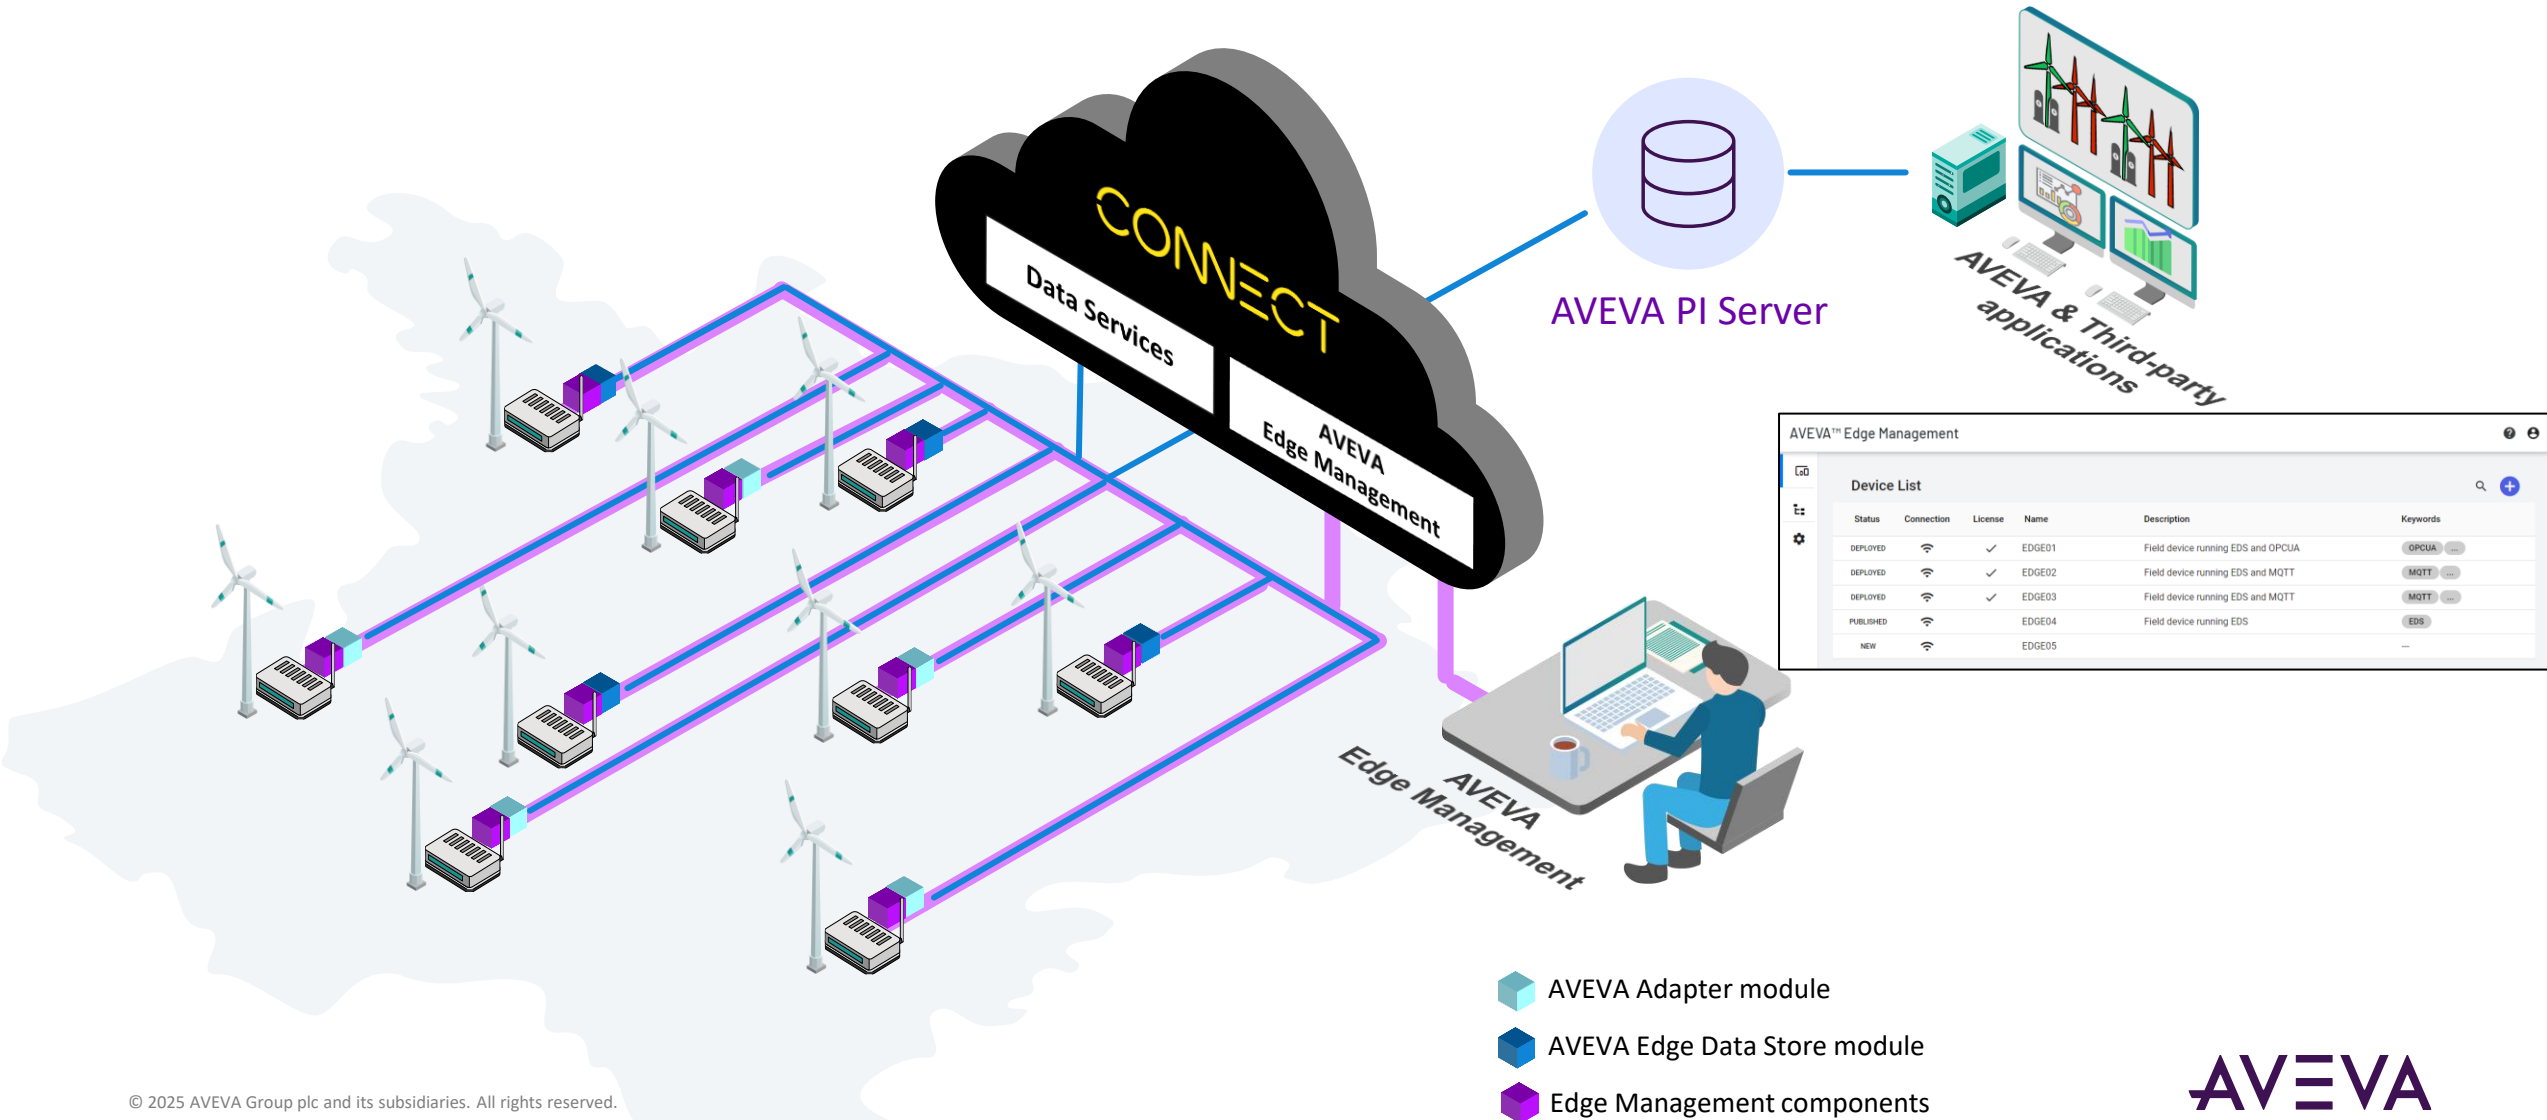 CONNECT
Data Services
AVEVA
Edge Management
AVEVA PI Server
AVEVA & Third-party
applications
AVEVA™ Edge Management
Device List
Status Connection License Name Description Keywords
DEPLOYED EDGE01 Field device running EDS and OPCUA OPCUA ...
DEPLOYED EDGE02 Field device running EDS and MQTT MQTT ...
DEPLOYED EDGE03 Field device running EDS and MQTT MQTT ...
PUBLISHED EDGE04 Field device running EDS EDS
NEW EDGE05 ---
AVEVA
Edge Management
AVEVA Adapter module
AVEVA Edge Data Store module
Edge Management components
© 2025 AVEVA Group plc and its subsidiaries. All rights reserved.
AVEVA